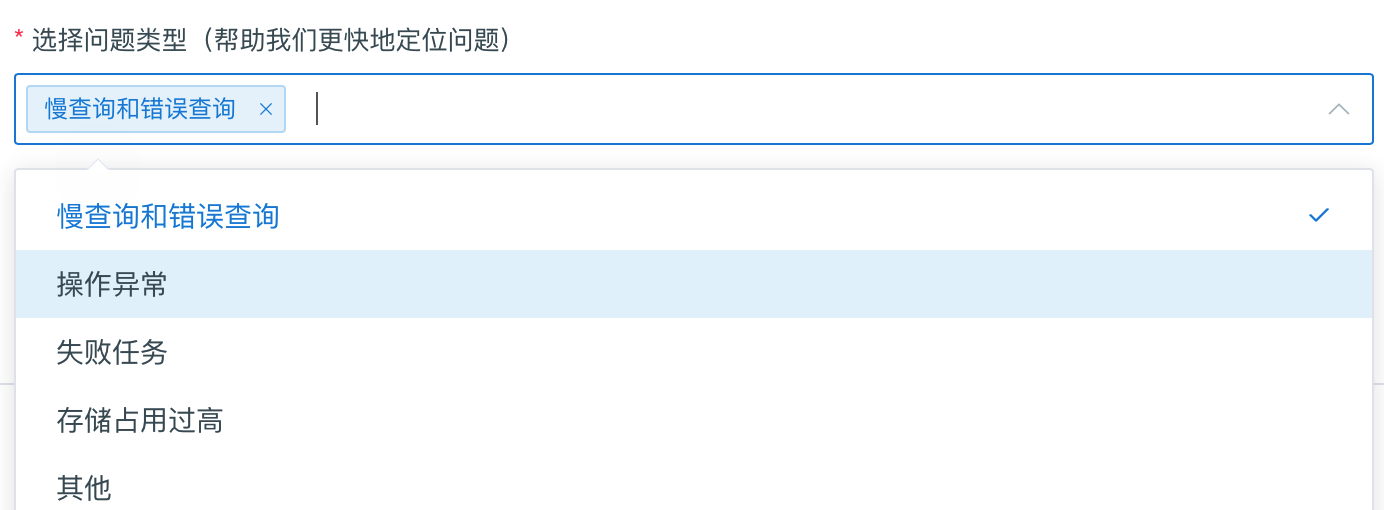 * 选择问题类型（帮助我们更快地定位问题）
慢查询和错误查询 ×
慢查询和错误查询
操作异常
失败任务
存储占用过高
其他